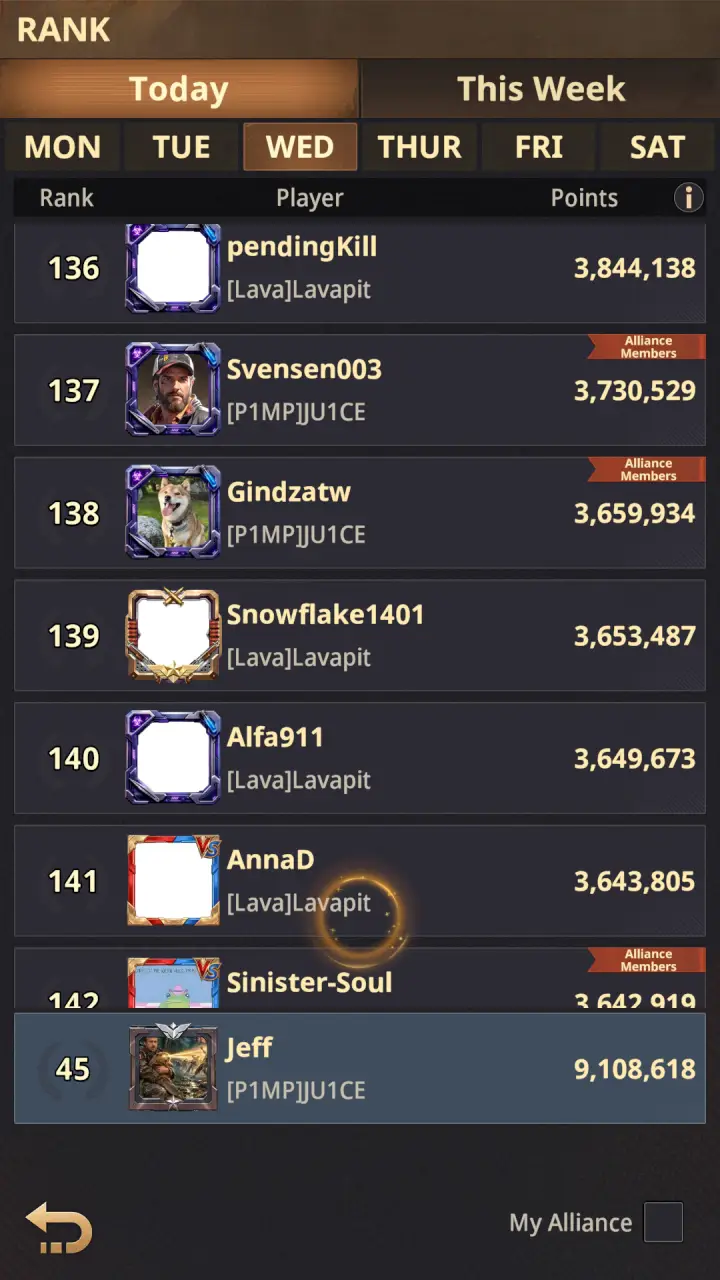 RANK
Today
This Week
MON
TUE
WED
THUR
FRI
SAT
Rank
Player
Points
i
136
pendingKill
[Lava]Lavapit
3,844,138
Alliance
Members
137
Svensen003
[P1MP]JU1CE
3,730,529
Alliance
Members
138
Gindzatw
[P1MP]JU1CE
3,659,934
139
Snowflake1401
[Lava]Lavapit
3,653,487
140
Alfa911
[Lava]Lavapit
3,649,673
VS
141
AnnaD
[Lava]Lavapit
3,643,805
Alliance
Members
VS
142
Sinister-Soul
3,642,919
45
Jeff
[P1MP]JU1CE
9,108,618
My Alliance